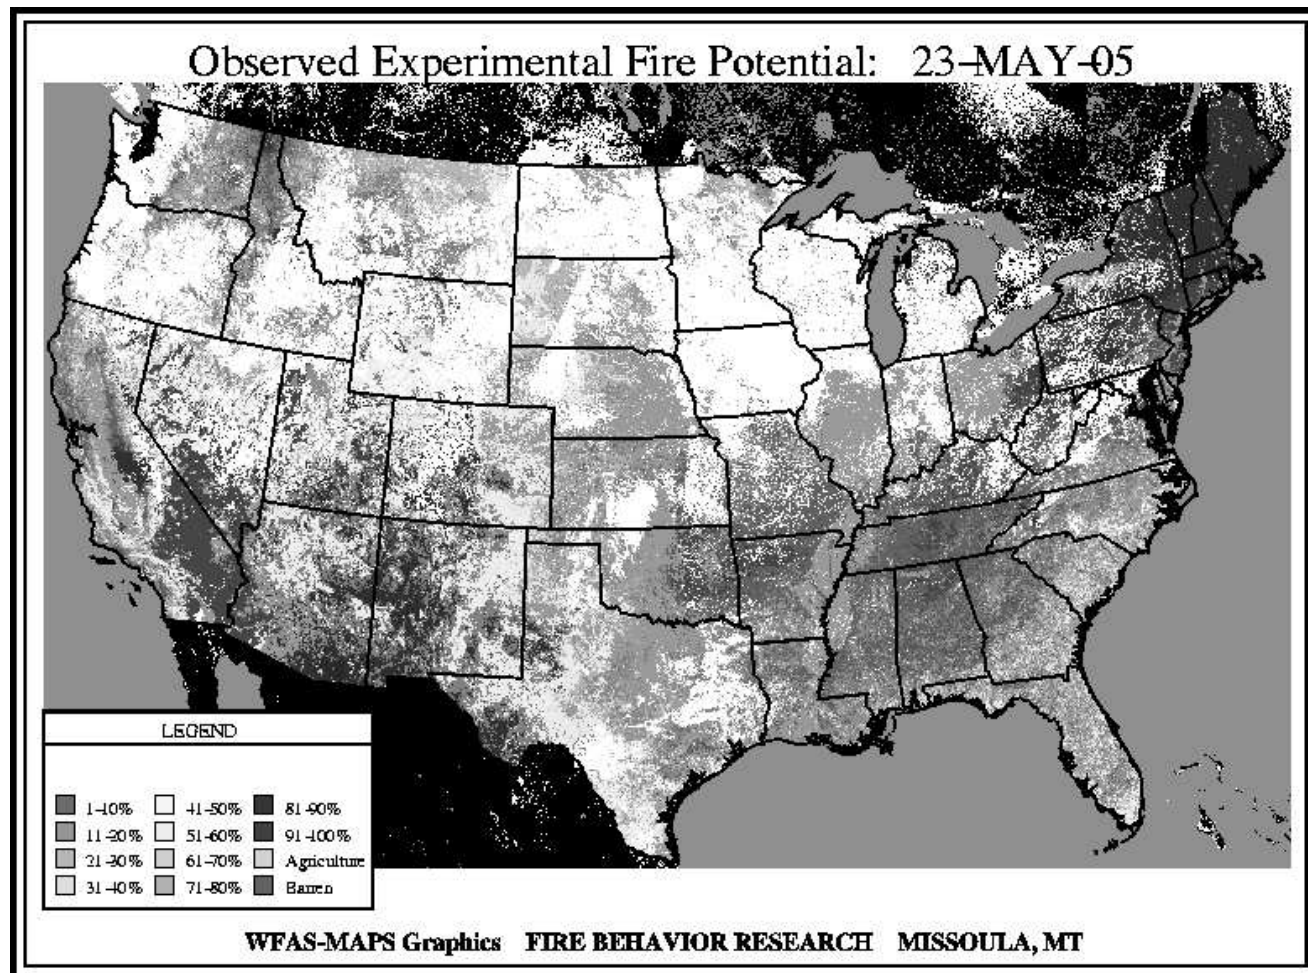 Observed Experimental Fire Potential: 23-MAY-05
LEGEND
1-10% 41-50% 81-90%
11-20% 51-60% 91-100%
21-30% 61-70% Agriculture
31-40% 71-80% Barren
WFAS-MAPS Graphics FIRE BEHAVIOR RESEARCH MISSOULA, MT